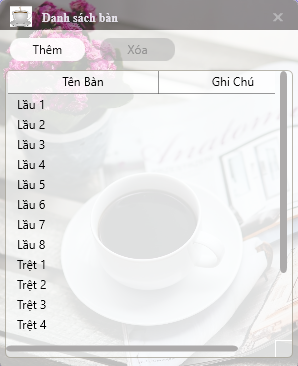 Danh sách bàn
Thêm Xóa
Tên Bàn Ghi Chú
Lầu 1
Lầu 2
Lầu 3
Lầu 4
Lầu 5
Lầu 6
Lầu 7
Lầu 8
Trệt 1
Trệt 2
Trệt 3
Trệt 4